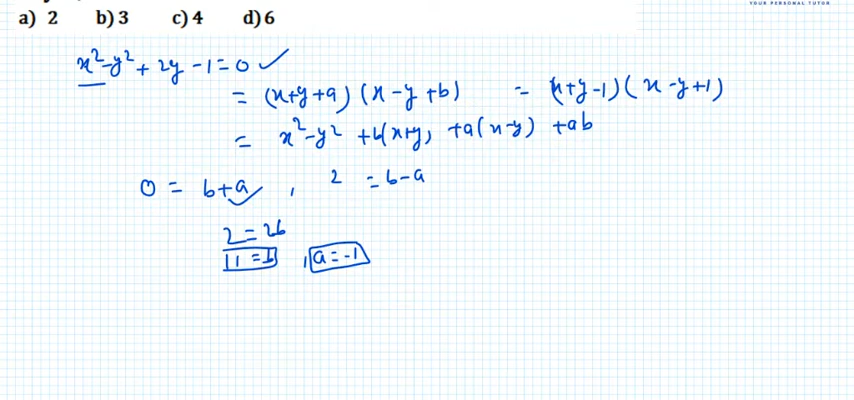 YOUR PERSONAL TUTOR
a) 2 b) 3 c) 4 d) 6
x² - y² + 2y - 1 = 0 ✓
= (x+y+a) (x-y+b) = (x+y-1) (x-y+1)
= x² - y² + b(x+y) + a(x-y) + ab
0 = b+a , 2 = b-a
2 = 2b
1 = b , a = -1